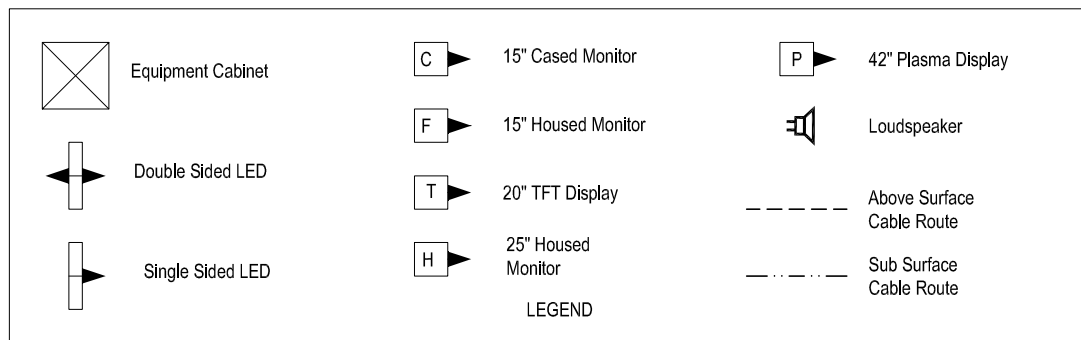 Equipment Cabinet
Double Sided LED
Single Sided LED
C
15" Cased Monitor
F
15" Housed Monitor
T
20" TFT Display
H
25" Housed
Monitor
LEGEND
P
42" Plasma Display
Loudspeaker
Above Surface
Cable Route
Sub Surface
Cable Route